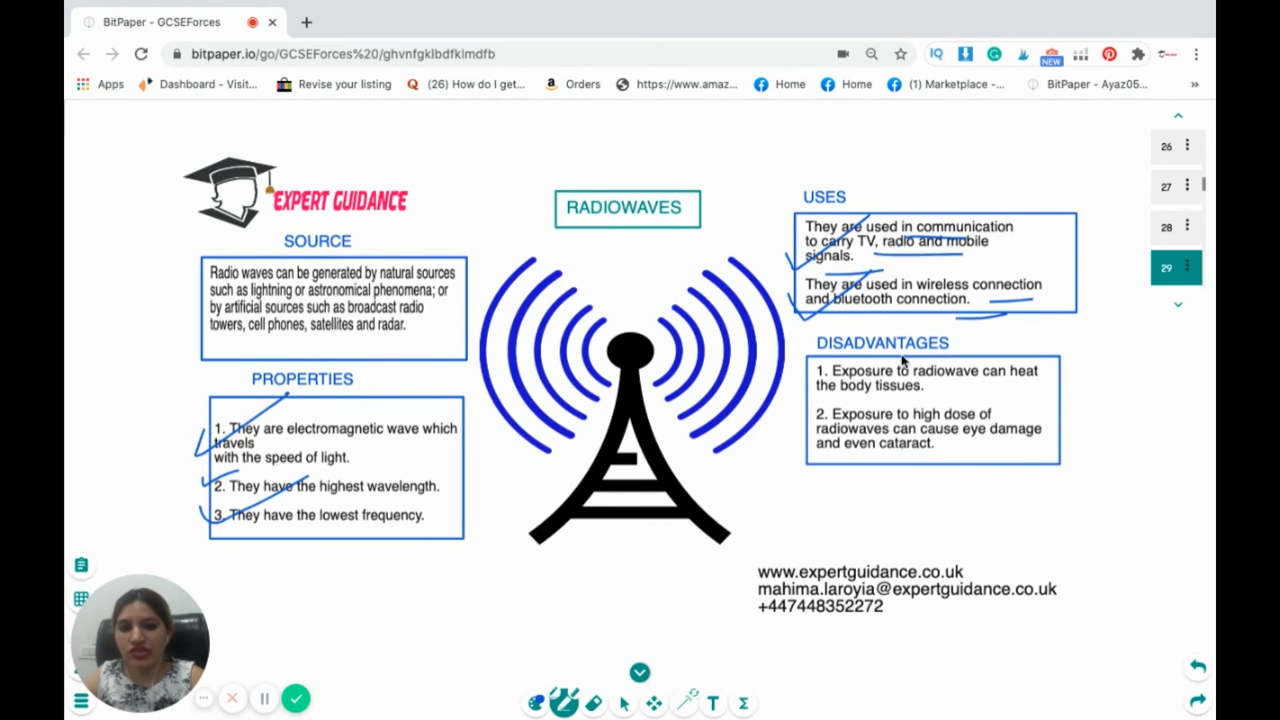 BitPaper - GCSEForces
bitpaper.io/go/GCSEForces%20/ghvnfgklbdfklmdfb
IQ
NEW
Apps
Dashboard - Visit...
Revise your listing
(26) How do I get...
Orders
https://www.amaz...
Home
Home
(1) Marketplace -...
BitPaper - Ayaz05...
26
27
28
29
EXPERT GUIDANCE
RADIOWAVES
SOURCE
Radio waves can be generated by natural sources
such as lightning or astronomical phenomena; or
by artificial sources such as broadcast radio
towers, cell phones, satellites and radar.
PROPERTIES
1. They are electromagnetic wave which
travels
with the speed of light.
2. They have the highest wavelength.
3. They have the lowest frequency.
USES
They are used in communication
to carry TV, radio and mobile
signals.
They are used in wireless connection
and bluetooth connection.
DISADVANTAGES
1. Exposure to radiowave can heat
the body tissues.
2. Exposure to high dose of
radiowaves can cause eye damage
and even cataract.
www.expertguidance.co.uk
mahima.laroyia@expertguidance.co.uk
+447448352272
T
Σ